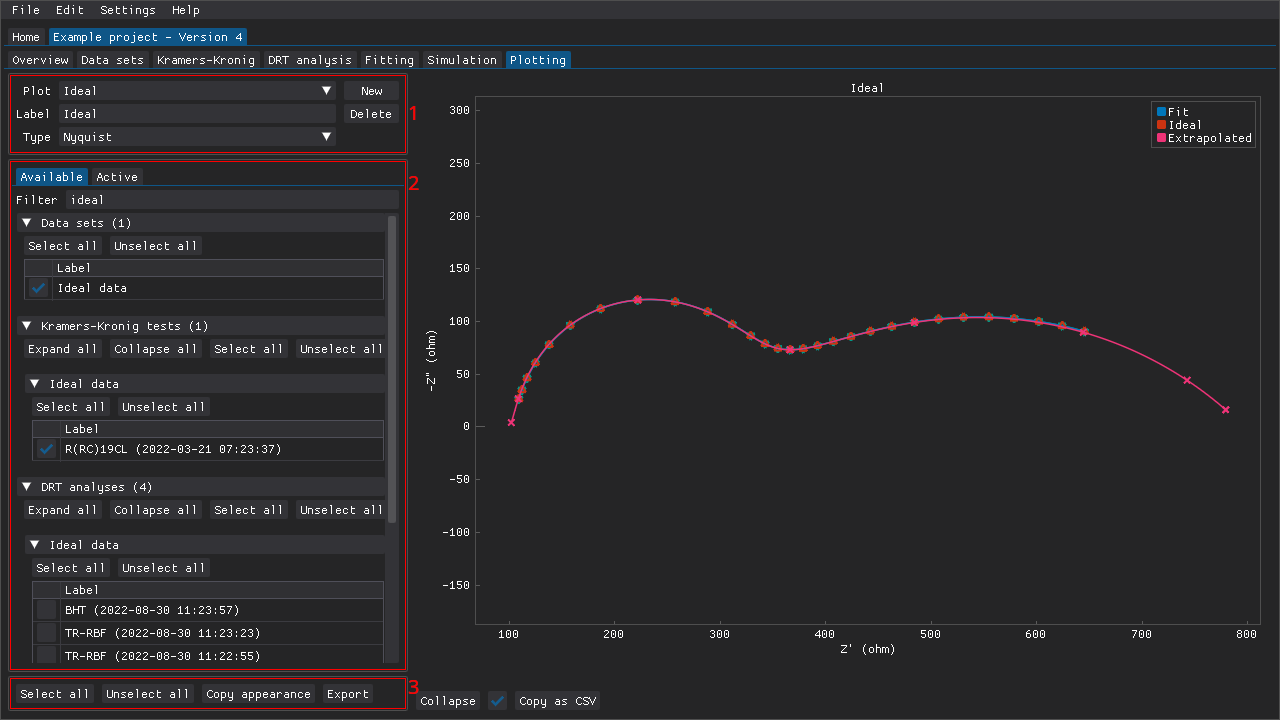 File Edit Settings Help
Home Example project - Version 4
Overview Data sets Kramers-Kronig DRT analysis Fitting Simulation Plotting
Plot Ideal New
Label Ideal Delete
Type Nyquist
1
Available Active
2
Filter ideal
Data sets (1)
Select all Unselect all
Label
Ideal data
Kramers-Kronig tests (1)
Expand all Collapse all Select all Unselect all
Ideal data
Select all Unselect all
Label
R(RC)19CL (2022-03-21 07:23:37)
DRT analyses (4)
Expand all Collapse all Select all Unselect all
Ideal data
Select all Unselect all
Label
BHT (2022-08-30 11:23:57)
TR-RBF (2022-08-30 11:23:23)
TR-RBF (2022-08-30 11:22:55)
Select all Unselect all Copy appearance Export
3
Ideal
Fit
Ideal
Extrapolated
300
250
200
150
100
50
0
-50
-100
-150
-Z" (ohm)
100 200 300 400 500 600 700 800
Z' (ohm)
Collapse Copy as CSV